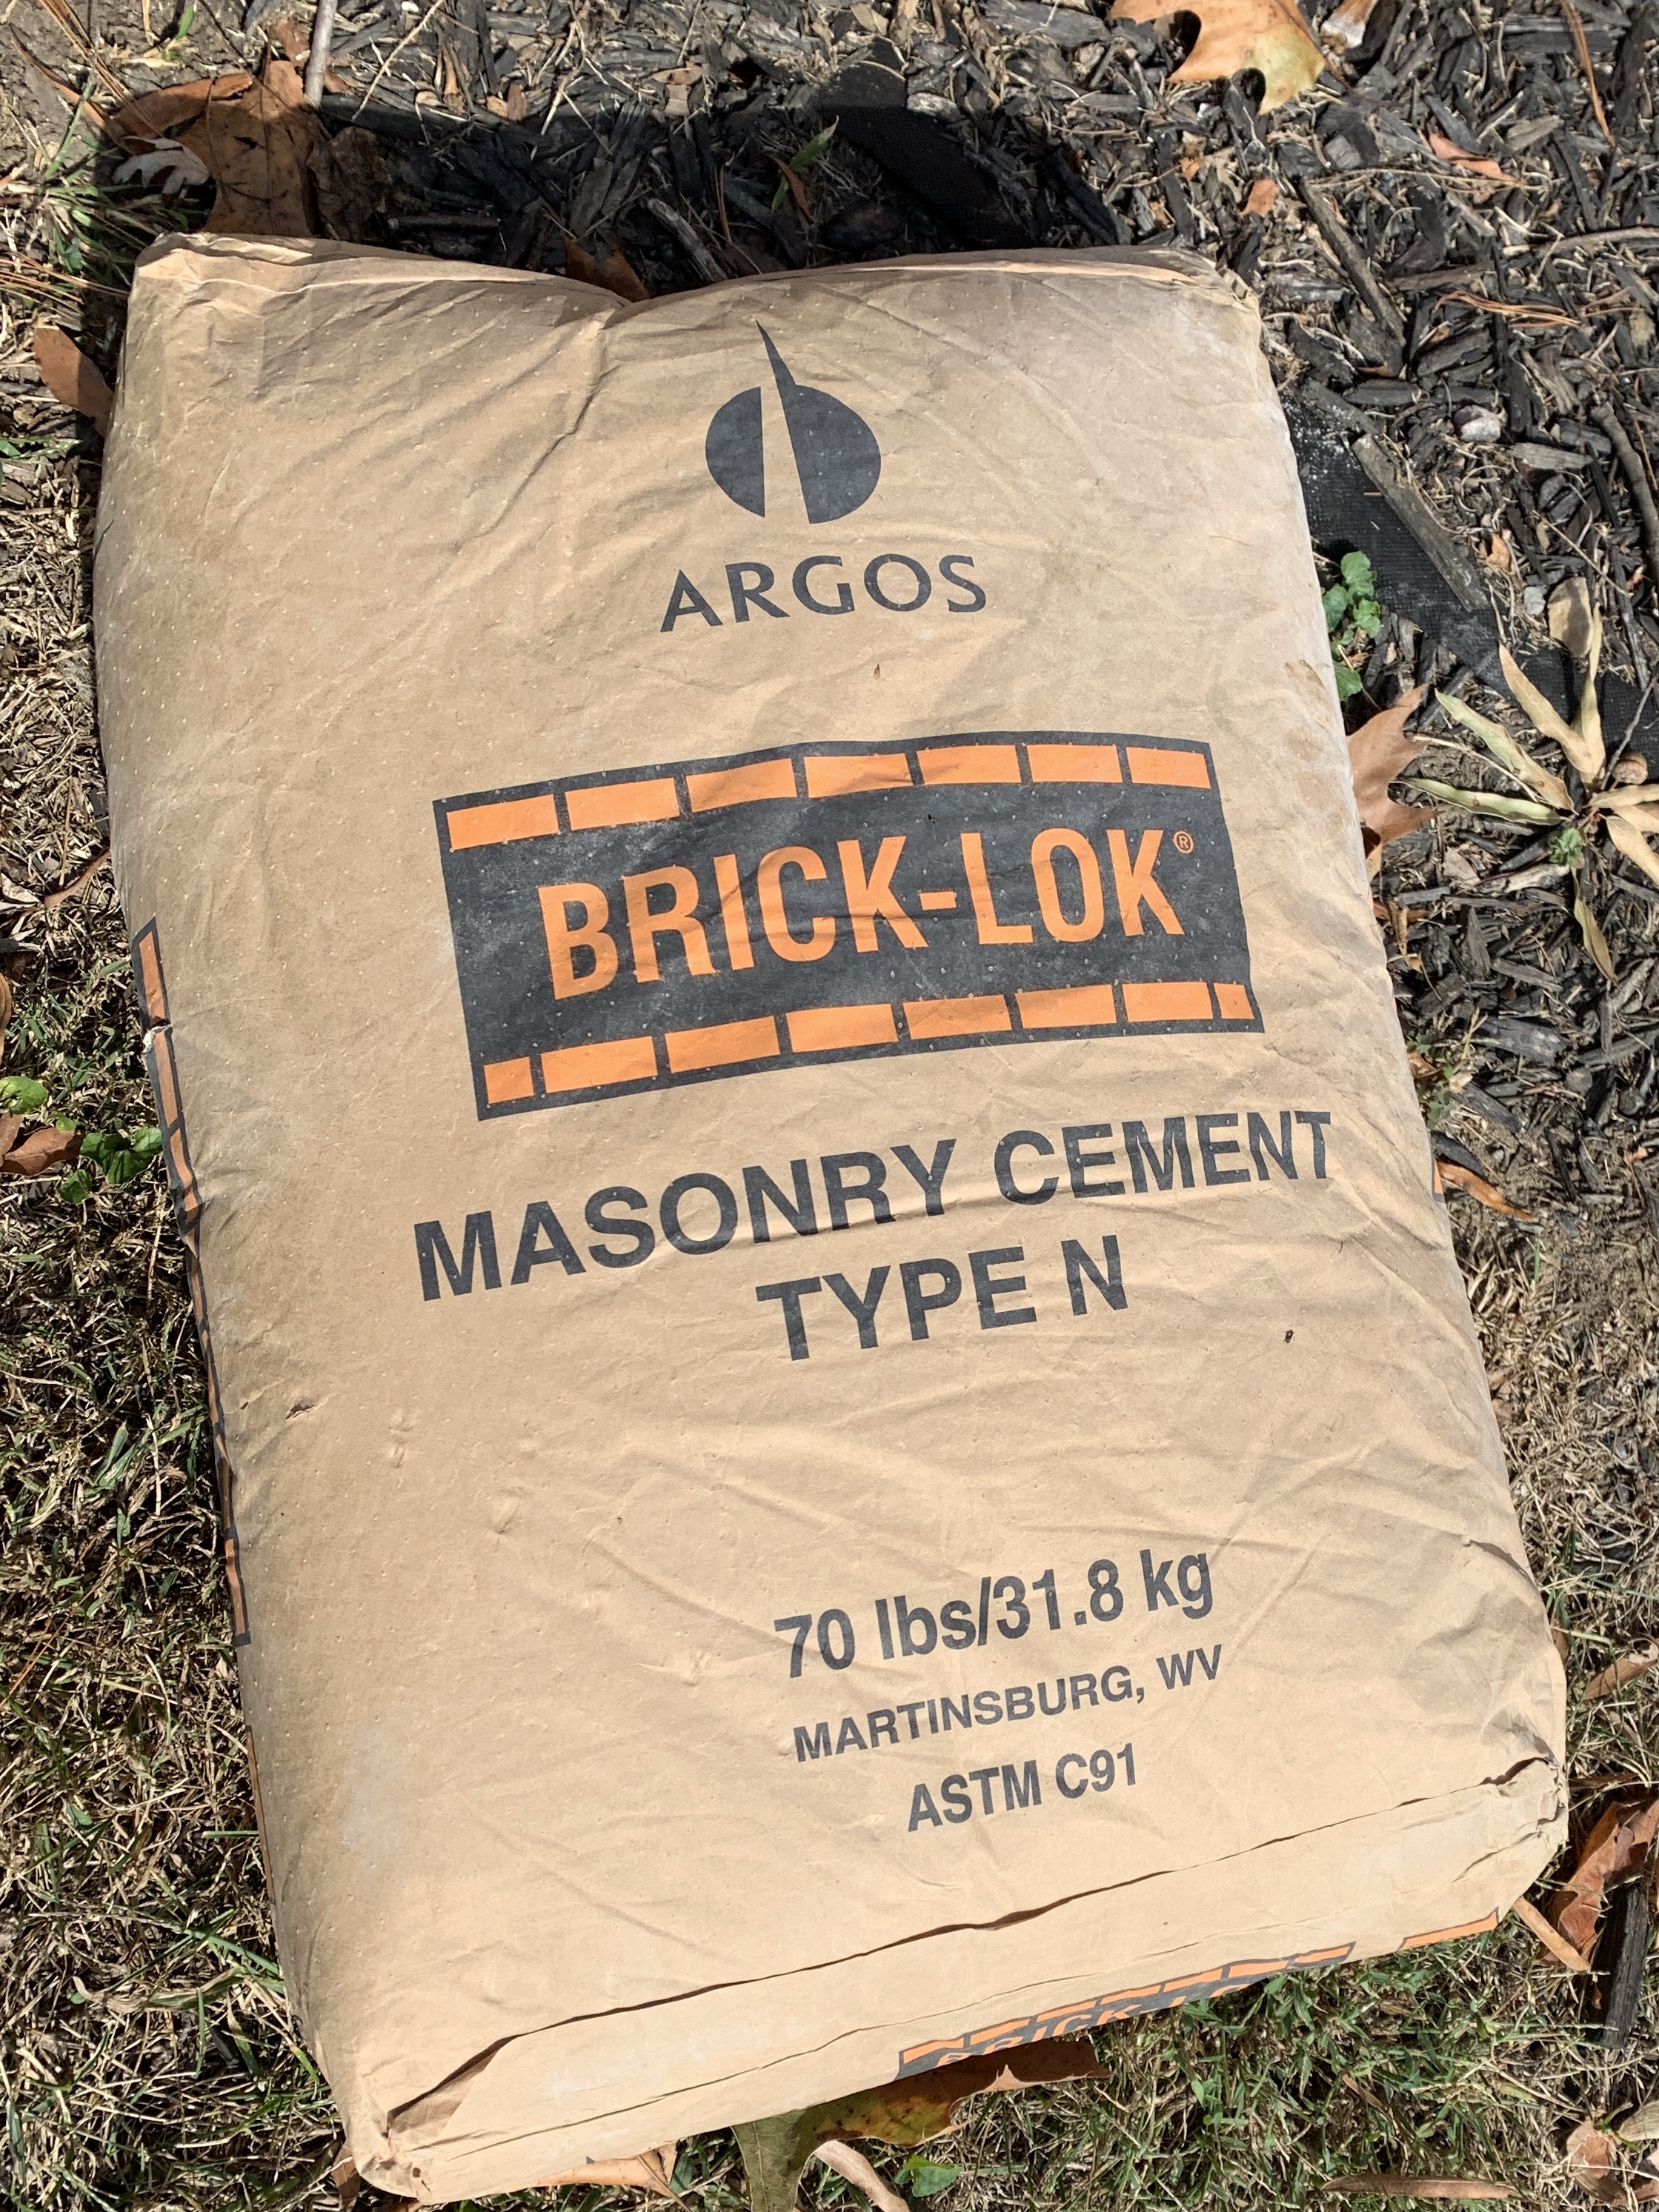 ARGOS
BRICK-LOK®
MASONRY CEMENT
TYPE N
70 lbs/31.8 kg
MARTINSBURG, WV
ASTM C91